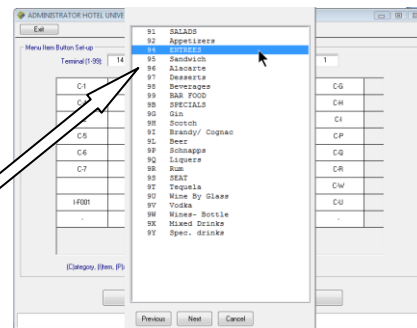 ADMINISTRATOR HOTEL UNIVE
Exit
Menu Item Button Set-up
Terminal (1-99) 14
1
91 SALADS
92 Appetizers
94 ENTREES
95 Sandwich
96 Alacarte
97 Desserts
98 Beverages
99 BAR FOOD
9B SPECIALS
9G Gin
9H Scotch
9I Brandy/ Cognac
9L Beer
9P Schnapps
9Q Liquers
9R Rum
9S SEAT
9T Tequela
9U Wine By Glass
9V Vodka
9W Wines- Bottle
9X Mixed Drinks
9Y Spec. drinks
C-1
C-4
C-5
C-6
C-7
I-F001
-
C-G
C-H
C-I
C-P
C-Q
C-R
C-W
C-U
-
(C)ategory, (I)tem, (P)
Previous Next Cancel